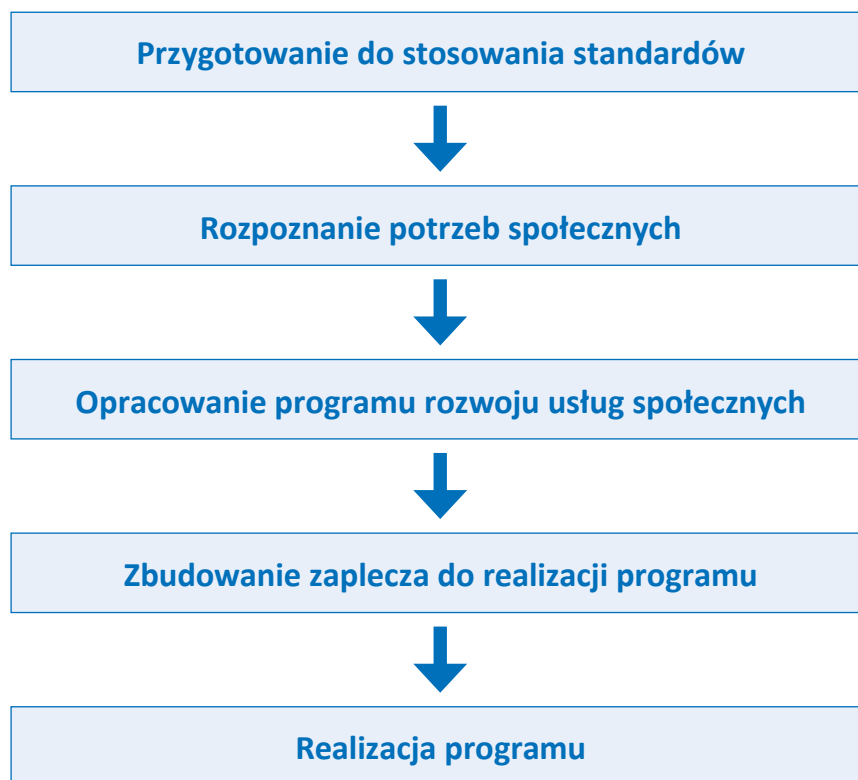 Przygotowanie do stosowania standardów
Rozpoznanie potrzeb społecznych
Opracowanie programu rozwoju usług społecznych
Zbudowanie zaplecza do realizacji programu
Realizacja programu